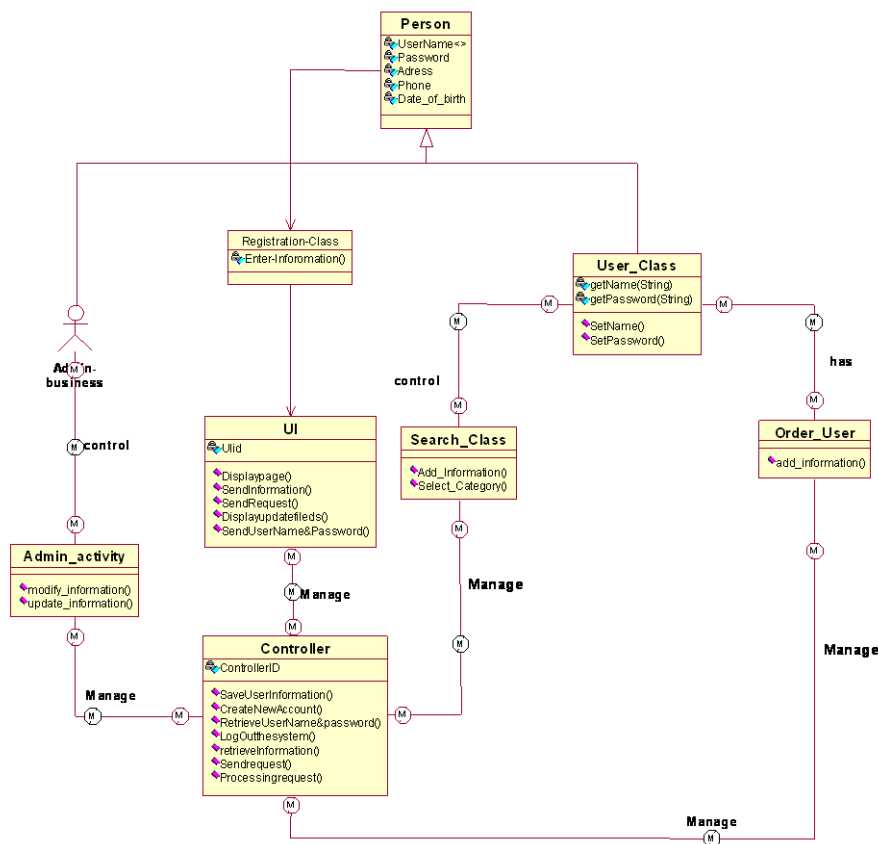 Person
UserName<>
Password
Adress
Phone
Date_of_birth
Registration-Class
Enter-Inforomation()
User_Class
getName(String)
getPassword(String)
SetName()
SetPassword()
M
M
M
M
Admin-
business
M
control
has
M
M
UI
UIid
Displaypage()
SendInformation()
SendRequest()
Displayupdatefileds()
SendUserName&Password()
Search_Class
Add_Information()
Select_Category()
Order_User
add_information()
M
control
M
Admin_activity
modify_information()
update_information()
M
M
M
M
Manage
Manage
M
M
M
Manage
Controller
ControllerID
SaveUserInformation()
CreateNewAccount()
RetrieveUserName&password()
LogOutthesystem()
retrieveInformation()
Sendrequest()
Processingrequest()
Manage
M
M
M
M
Manage
M